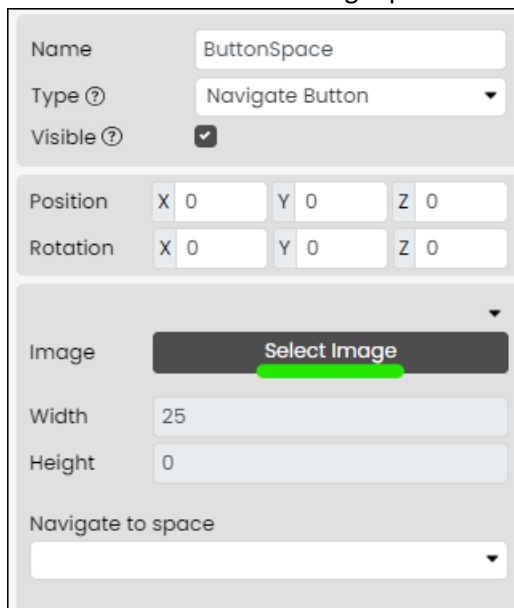 Name ButtonSpace
Type ? Navigate Button
Visible ?
Position X 0 Y 0 Z 0
Rotation X 0 Y 0 Z 0
Image Select Image
Width 25
Height 0
Navigate to space